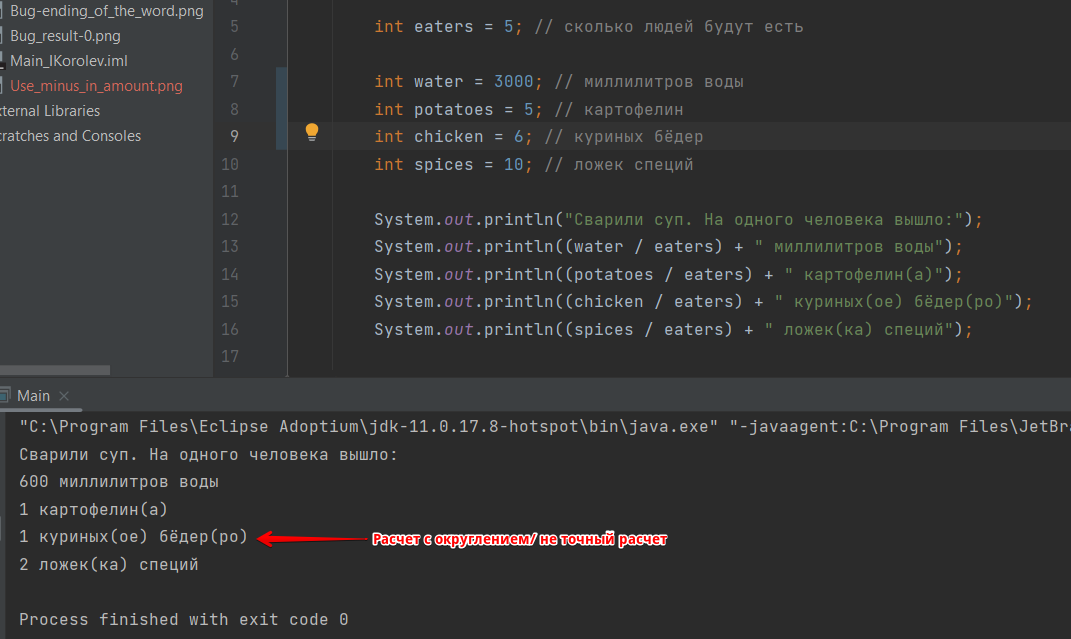 Bug-ending_of_the_word.png
Bug_result-0.png
Main_IKorolev.iml
Use_minus_in_amount.png
xternal Libraries
cratches and Consoles
5 int eaters = 5; // сколько людей будут есть
6
7 int water = 3000; // миллилитров воды
8 int potatoes = 5; // картофелин
9 int chicken = 6; // куриных бёдер
10 int spices = 10; // ложек специй
11
12 System.out.println("Сварили суп. На одного человека вышло:");
13 System.out.println((water / eaters) + " миллилитров воды");
14 System.out.println((potatoes / eaters) + " картофелин(а)");
15 System.out.println((chicken / eaters) + " куриных(ое) бёдер(ро)");
16 System.out.println((spices / eaters) + " ложек(ка) специй");
17
Main
"C:\Program Files\Eclipse Adoptium\jdk-11.0.17.8-hotspot\bin\java.exe" "-javaagent:C:\Program Files\JetBra
Сварили суп. На одного человека вышло:
600 миллилитров воды
1 картофелин(а)
1 куриных(ое) бёдер(ро)
Расчет с округлением/ не точный расчет
2 ложек(ка) специй
Process finished with exit code 0